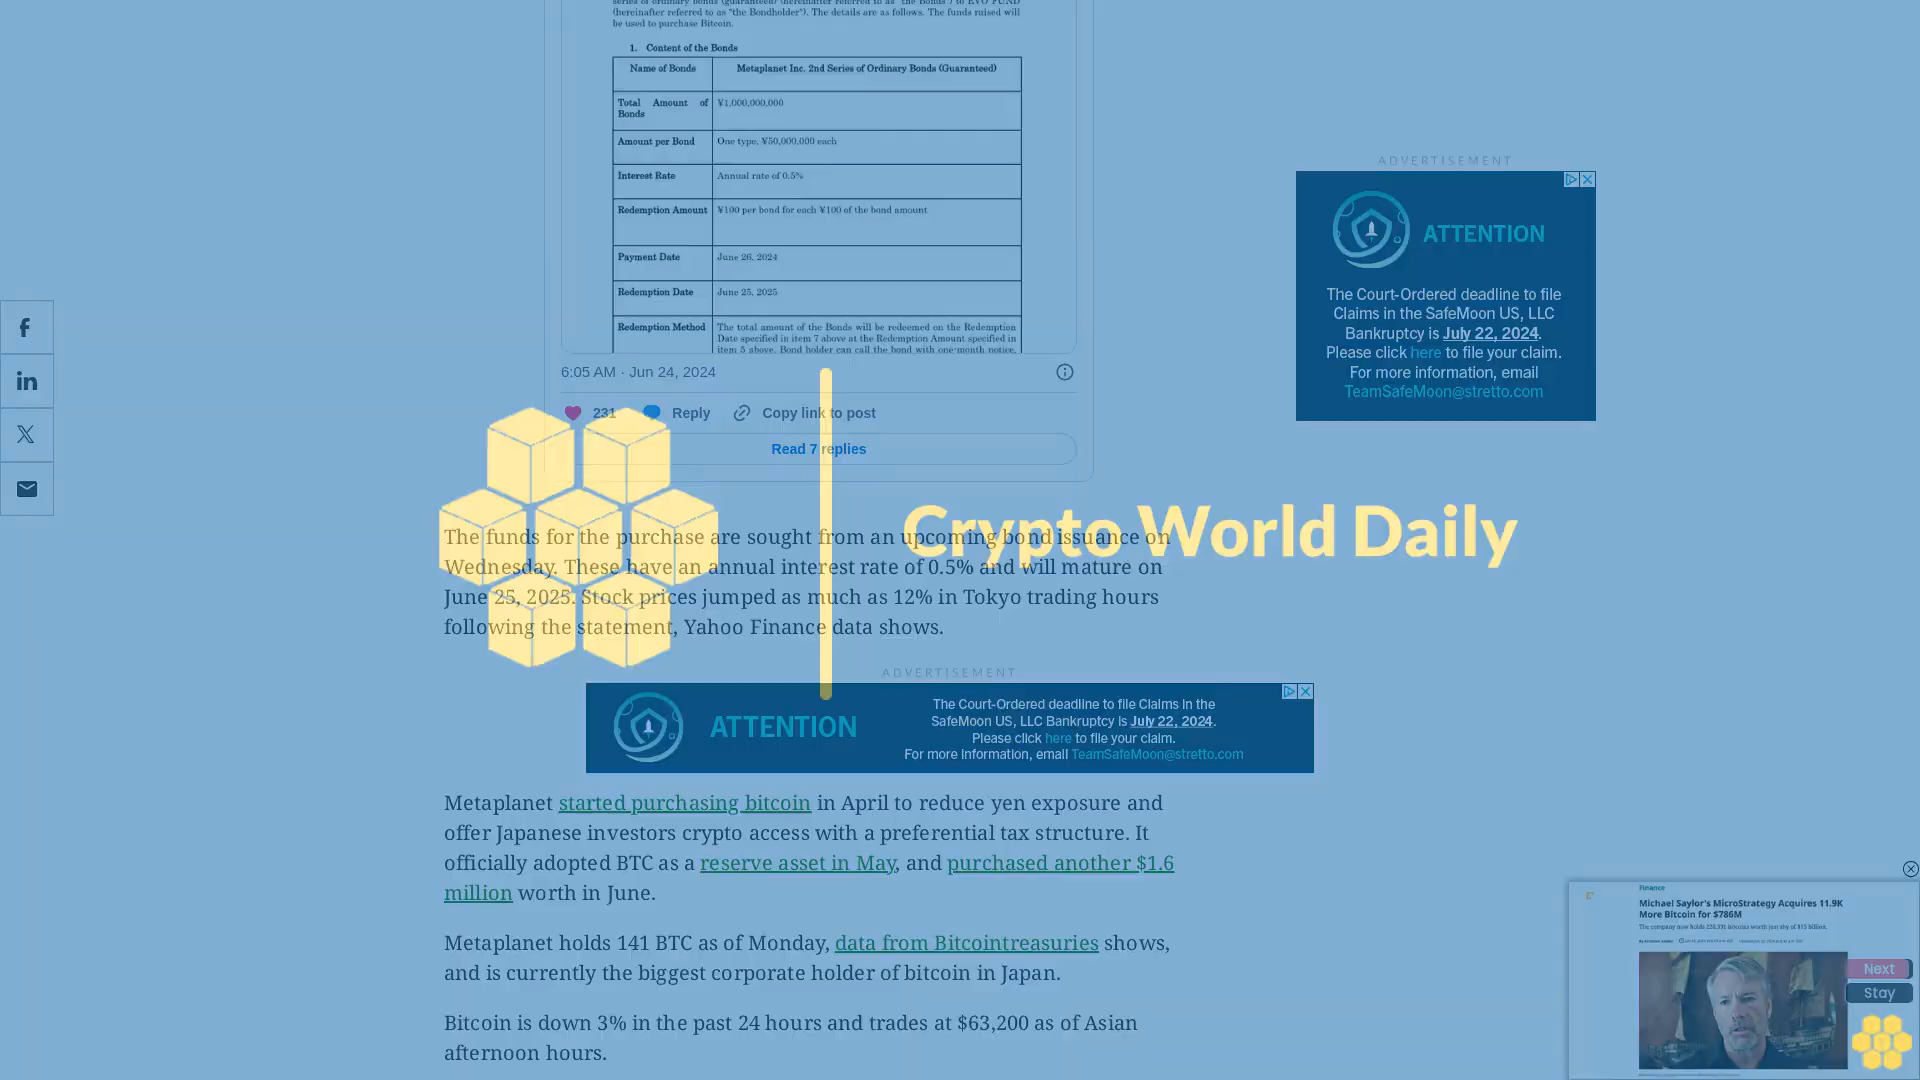 series of ordinary bonds (guaranteed) (hereinafter referred to as "the Bonds") to EVO FUND
(hereinafter referred to as "the Bondholder"). The details are as follows. The funds raised will
be used to purchase Bitcoin.
1. Content of the Bonds
Name of Bonds Metaplanet Inc. 2nd Series of Ordinary Bonds (Guaranteed)
Total Amount of ¥1,000,000,000
Bonds
Amount per Bond One type, ¥50,000,000 each
Interest Rate Annual rate of 0.5%
Redemption Amount ¥100 per bond for each ¥100 of the bond amount
Payment Date June 26, 2024
Redemption Date June 25, 2025
Redemption Method The total amount of the Bonds will be redeemed on the Redemption
Date specified in item 7 above at the Redemption Amount specified in
item 5 above. Bond holder can call the bond with one-month notice,
6:05 AM · Jun 24, 2024
231 Reply Copy link to post
Read 7 replies
ADVERTISEMENT
ATTENTION
The Court-Ordered deadline to file
Claims in the SafeMoon US, LLC
Bankruptcy is July 22, 2024.
Please click here to file your claim.
For more information, email
TeamSafeMoon@stretto.com
Crypto World Daily
The funds for the purchase are sought from an upcoming bond issuance on
Wednesday. These have an annual interest rate of 0.5% and will mature on
June 25, 2025. Stock prices jumped as much as 12% in Tokyo trading hours
following the statement, Yahoo Finance data shows.
ADVERTISEMENT
ATTENTION
The Court-Ordered deadline to file Claims in the
SafeMoon US, LLC Bankruptcy is July 22, 2024.
Please click here to file your claim.
For more information, email TeamSafeMoon@stretto.com
Metaplanet started purchasing bitcoin in April to reduce yen exposure and
offer Japanese investors crypto access with a preferential tax structure. It
officially adopted BTC as a reserve asset in May, and purchased another $1.6
million worth in June.
Metaplanet holds 141 BTC as of Monday, data from Bitcointreasuries shows,
and is currently the biggest corporate holder of bitcoin in Japan.
Bitcoin is down 3% in the past 24 hours and trades at $63,200 as of Asian
afternoon hours.
Finance
Michael Saylor's MicroStrategy Acquires 11.9K
More Bitcoin for $786M
Next
Stay